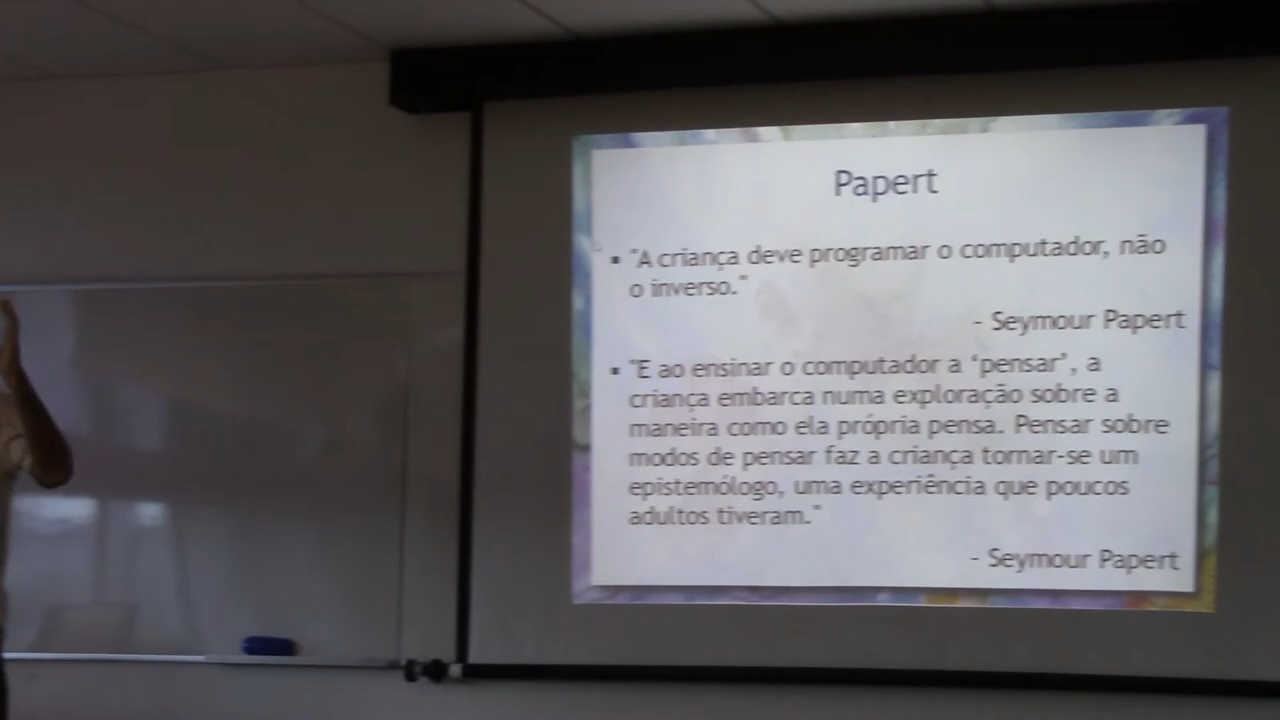 Papert
▪ "A criança deve programar o computador, não
o inverso."
- Seymour Papert
▪ "E ao ensinar o computador a ‘pensar’, a
criança embarca numa exploração sobre a
maneira como ela própria pensa. Pensar sobre
modos de pensar faz a criança tornar-se um
epistemólogo, uma experiência que poucos
adultos tiveram."
- Seymour Papert